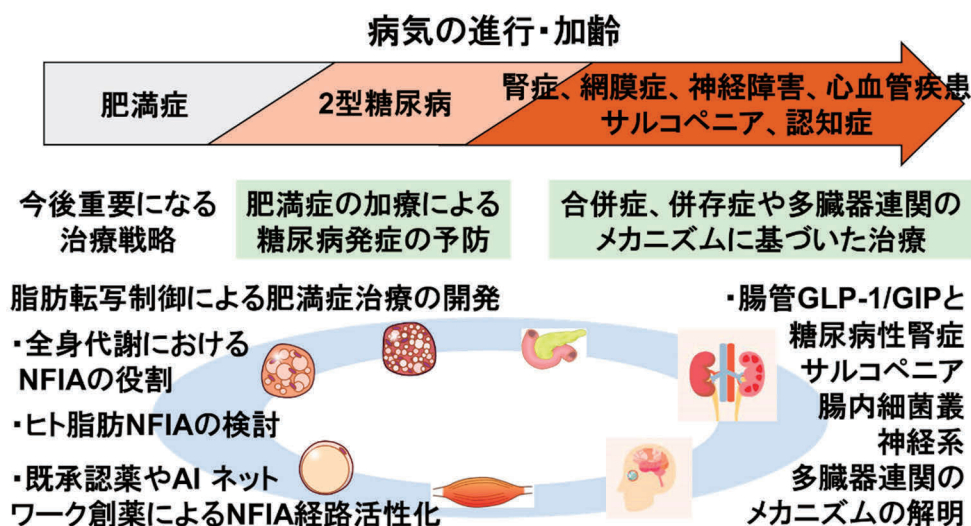 病気の進行・加齢
肥満症
2型糖尿病
腎症、網膜症、神経障害、心血管疾患
サルコペニア、認知症
今後重要になる
治療戦略
肥満症の加療による
糖尿病発症の予防
合併症、併存症や多臓器連関の
メカニズムに基づいた治療
脂肪転写制御による肥満症治療の開発
・全身代謝における
NFIAの役割
・ヒト脂肪NFIAの検討
・既承認薬やAI ネット
ワーク創薬によるNFIA経路活性化
・腸管GLP-1/GIPと
糖尿病性腎症
サルコペニア
腸内細菌叢
神経系
多臓器連関の
メカニズムの解明